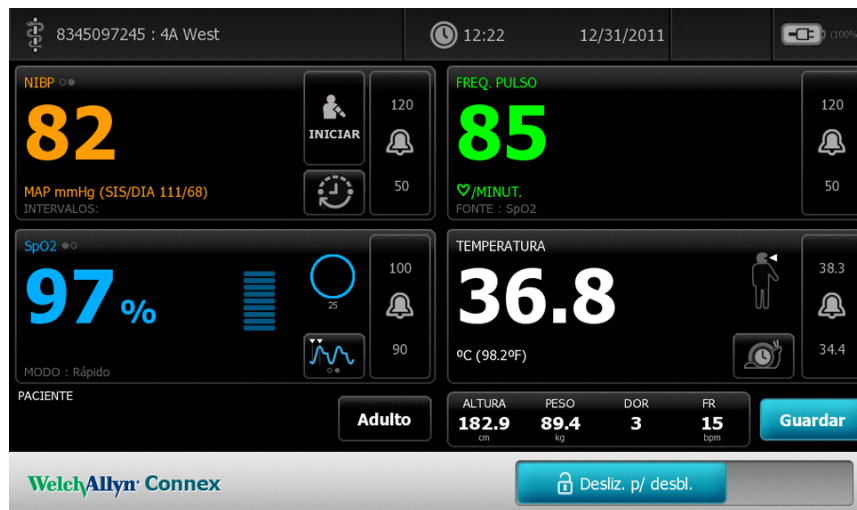 8345097245 : 4A West
12:22
12/31/2011
(100%
NIBP
82
INICIAR
120
50
MAP mmHg (SIS/DIA 111/68)
INTERVALOS:
FREQ. PULSO
85
120
50
/MINUT.
FONTE : SpO2
SpO2
97 %
25
100
90
MODO : Rápido
TEMPERATURA
36.8
38.3
34.4
ºC (98.2ºF)
PACIENTE
Adulto
ALTURA PESO DOR FR
182.9 89.4 3 15
cm kg bpm
Guardar
WelchAllyn Connex
Desliz. p/ desbl.